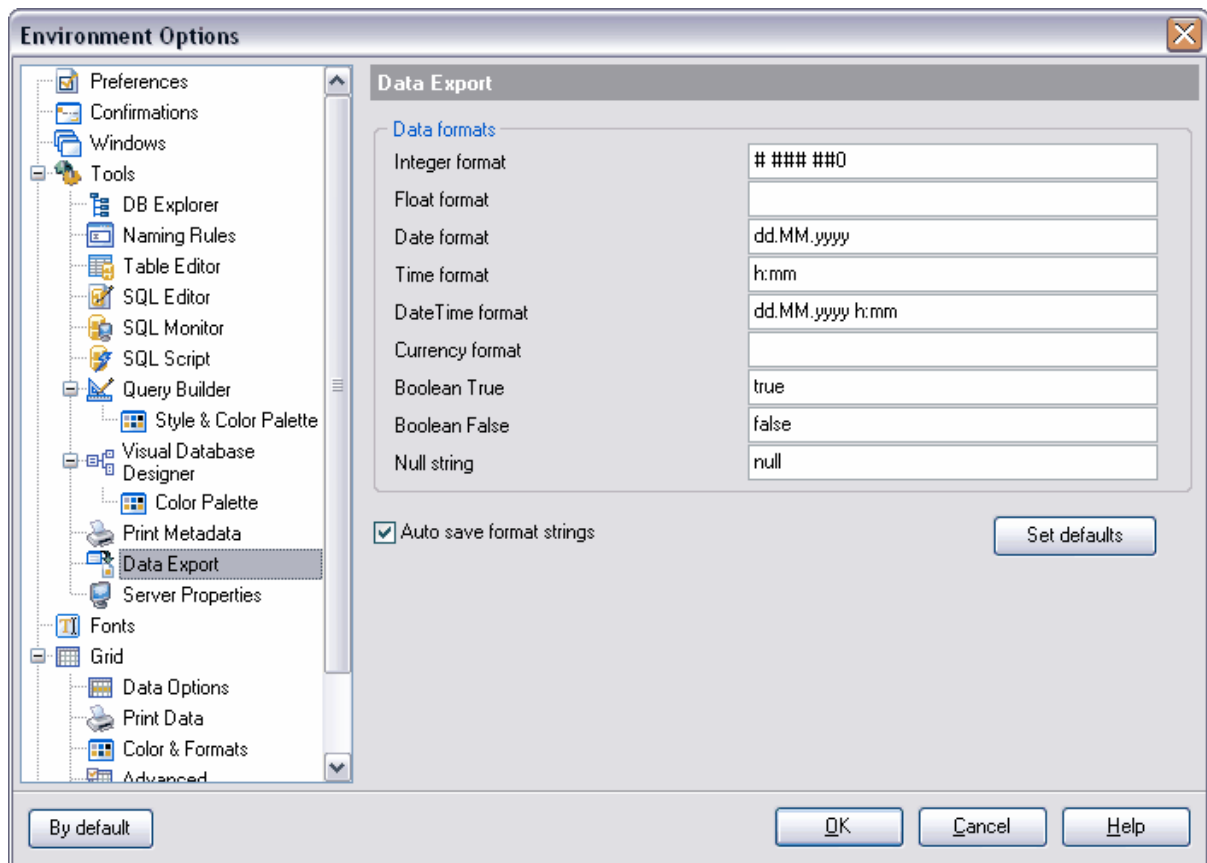 Environment Options
Preferences
Confirmations
Windows
Tools
DB Explorer
Naming Rules
Table Editor
SQL Editor
SQL Monitor
SQL Script
Query Builder
Style & Color Palette
Visual Database
Designer
Color Palette
Print Metadata
Data Export
Server Properties
Fonts
Grid
Data Options
Print Data
Color & Formats
Advanced
Data Export
Data formats
Integer format
# ### ##0
Float format
Date format
dd.MM.yyyy
Time format
h:mm
DateTime format
dd.MM.yyyy h:mm
Currency format
Boolean True
true
Boolean False
false
Null string
null
Auto save format strings
Set defaults
By default
OK
Cancel
Help